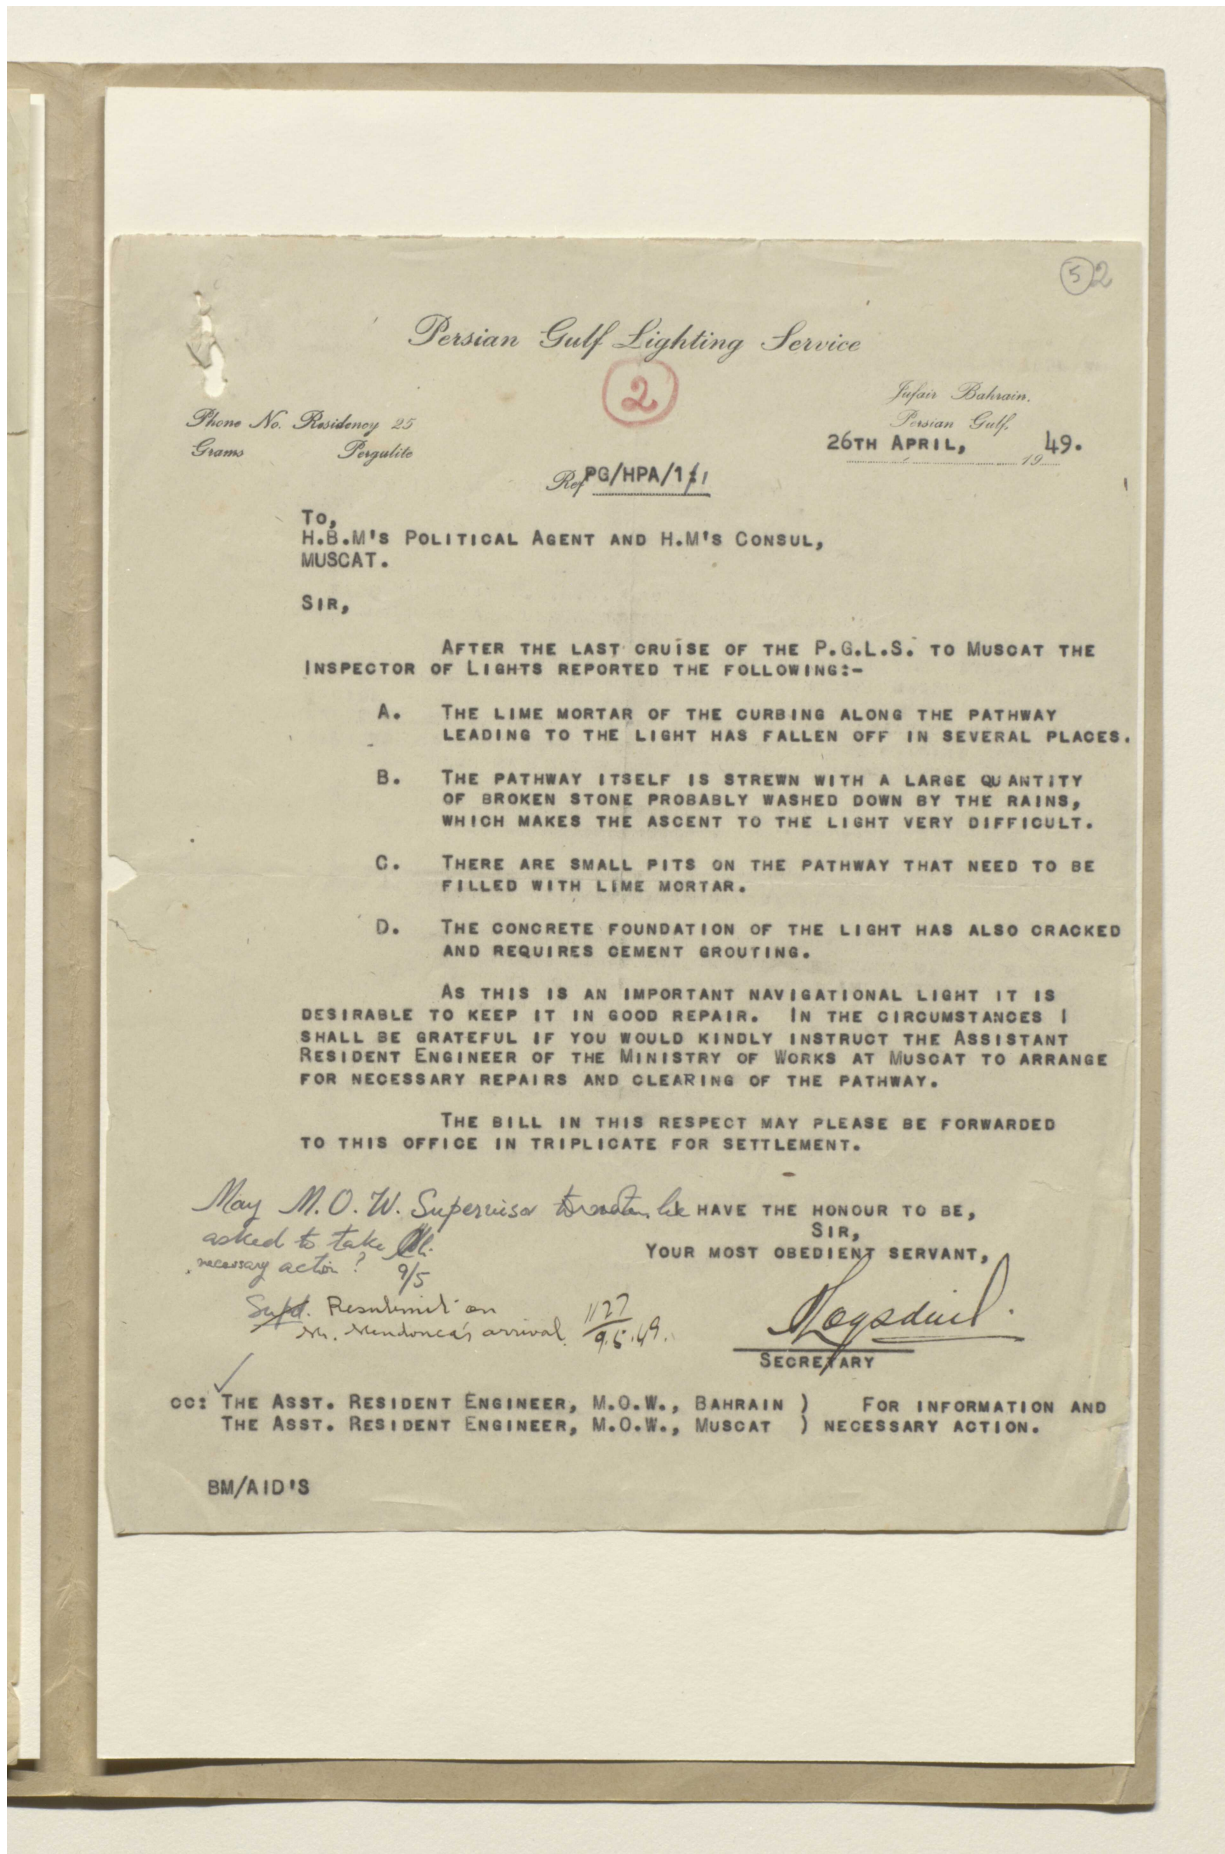 52
Persian Gulf Lighting Service
2
Jufair Bahrain.
Persian Gulf.
Phone No. Residency 25
Grams Pergulite
26TH APRIL, 1949.
Ref PG/HPA/1/1
TO,
H.B.M'S POLITICAL AGENT AND H.M'S CONSUL,
MUSCAT.
SIR,
AFTER THE LAST CRUISE OF THE P.G.L.S. TO MUSCAT THE
INSPECTOR OF LIGHTS REPORTED THE FOLLOWING:-
A. THE LIME MORTAR OF THE CURBING ALONG THE PATHWAY
LEADING TO THE LIGHT HAS FALLEN OFF IN SEVERAL PLACES.
B. THE PATHWAY ITSELF IS STREWN WITH A LARGE QUANTITY
OF BROKEN STONE PROBABLY WASHED DOWN BY THE RAINS,
WHICH MAKES THE ASCENT TO THE LIGHT VERY DIFFICULT.
C. THERE ARE SMALL PITS ON THE PATHWAY THAT NEED TO BE
FILLED WITH LIME MORTAR.
D. THE CONCRETE FOUNDATION OF THE LIGHT HAS ALSO CRACKED
AND REQUIRES CEMENT GROUTING.
AS THIS IS AN IMPORTANT NAVIGATIONAL LIGHT IT IS
DESIRABLE TO KEEP IT IN GOOD REPAIR. IN THE CIRCUMSTANCES I
SHALL BE GRATEFUL IF YOU WOULD KINDLY INSTRUCT THE ASSISTANT
RESIDENT ENGINEER OF THE MINISTRY OF WORKS AT MUSCAT TO ARRANGE
FOR NECESSARY REPAIRS AND CLEARING OF THE PATHWAY.
THE BILL IN THIS RESPECT MAY PLEASE BE FORWARDED
TO THIS OFFICE IN TRIPLICATE FOR SETTLEMENT.
HAVE THE HONOUR TO BE,
SIR,
YOUR MOST OBEDIENT SERVANT,
May M.O.W. Supervisor be
asked to take
necessary action?
9/5
Supdt. Resubmit on
Mr. Mendonca's arrival.
1127
9.5.49.
SECRETARY
CC: THE ASST. RESIDENT ENGINEER, M.O.W., BAHRAIN ) FOR INFORMATION AND
THE ASST. RESIDENT ENGINEER, M.O.W., MUSCAT ) NECESSARY ACTION.
BM/AID'S